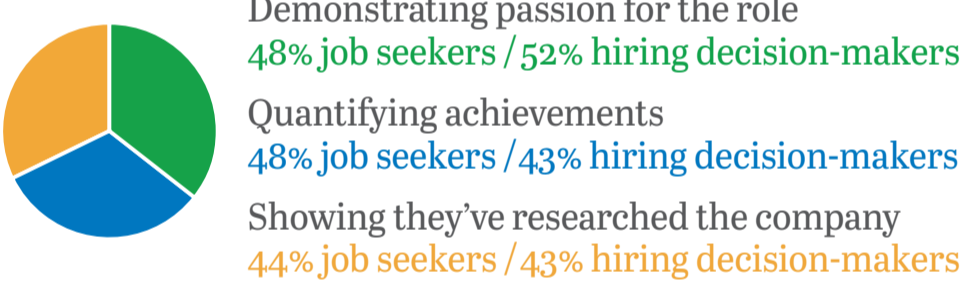 Demonstrating passion for the role
48% job seekers / 52% hiring decision-makers
Quantifying achievements
48% job seekers / 43% hiring decision-makers
Showing they’ve researched the company
44% job seekers / 43% hiring decision-makers